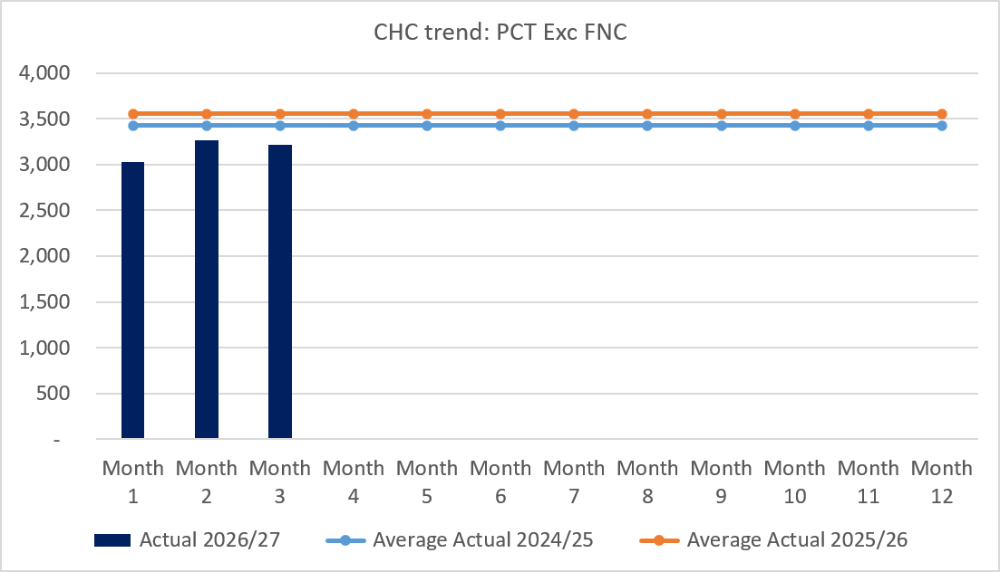 CHC trend: PCT Exc FNC
4,000
3,500
3,000
2,500
2,000
1,500
1,000
500
-
Month Month Month Month Month Month Month Month Month Month Month Month
1 2 3 4 5 6 7 8 9 10 11 12
Actual 2026/27 Average Actual 2024/25 Average Actual 2025/26